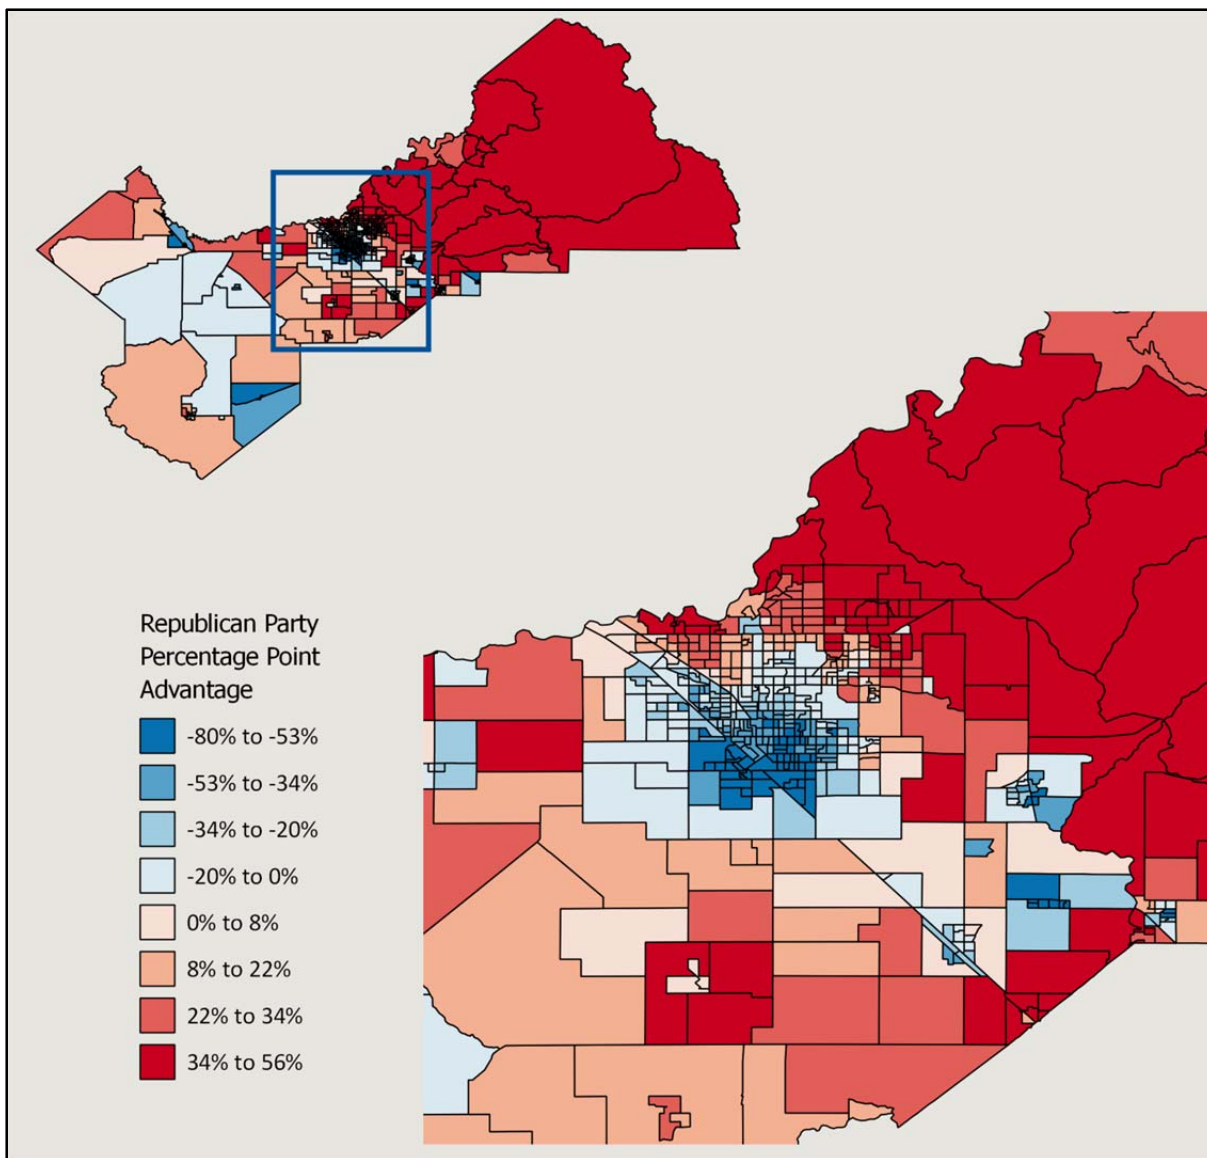 Republican Party
Percentage Point
Advantage
-80% to -53%
-53% to -34%
-34% to -20%
-20% to 0%
0% to 8%
8% to 22%
22% to 34%
34% to 56%